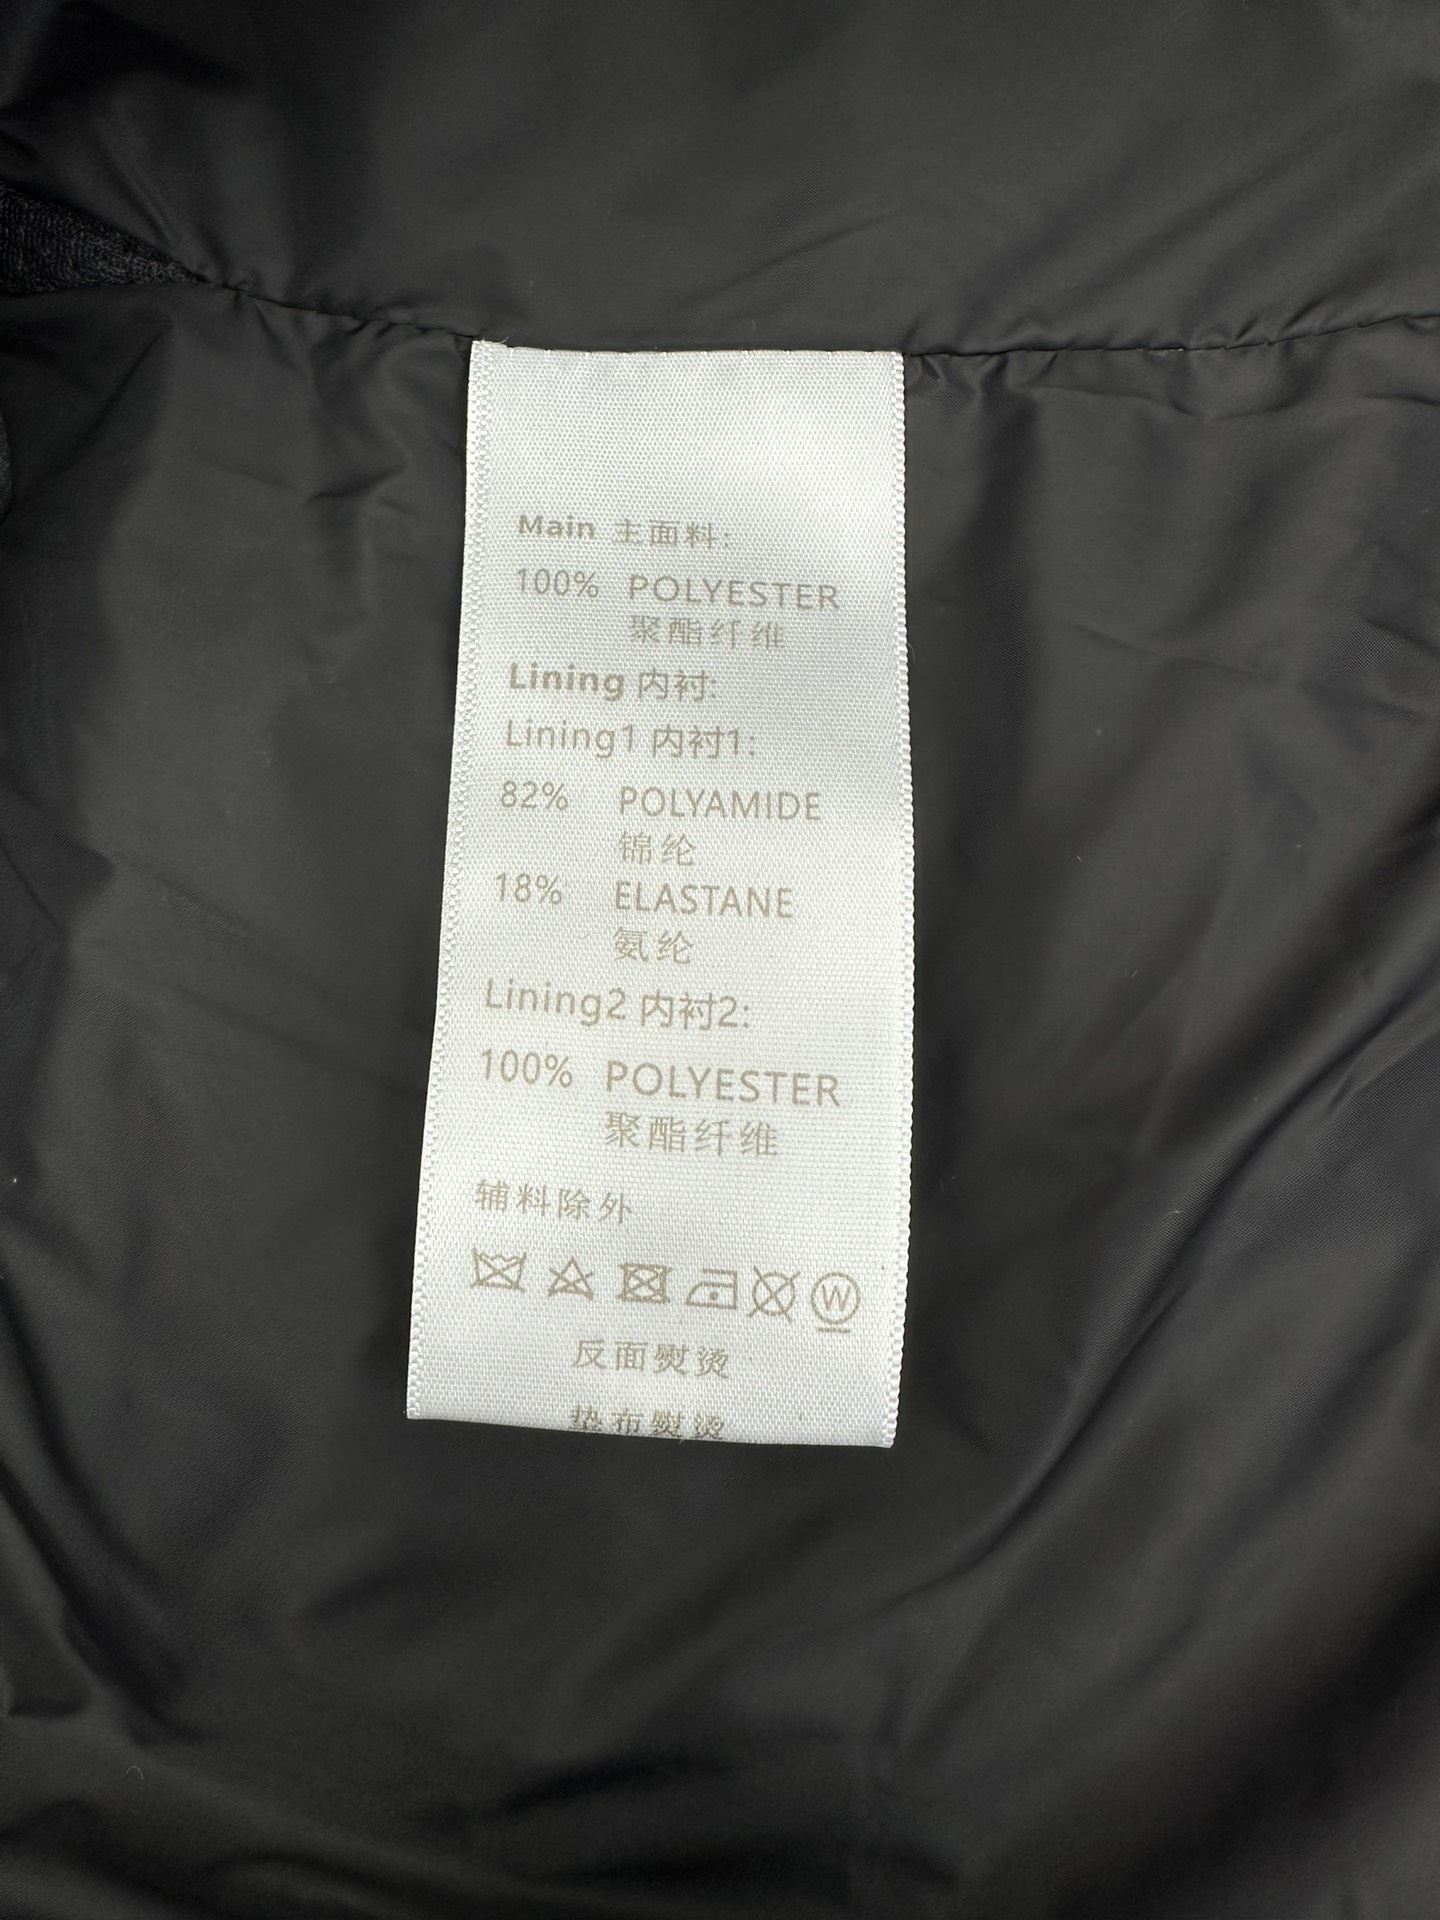 Main 主面料:
100% POLYESTER
聚酯纤维
Lining 内衬:
Lining1 内衬1:
82% POLYAMIDE
锦纶
18% ELASTANE
氨纶
Lining2 内衬2:
100% POLYESTER
聚酯纤维
辅料除外
W
反面熨烫
垫布熨烫